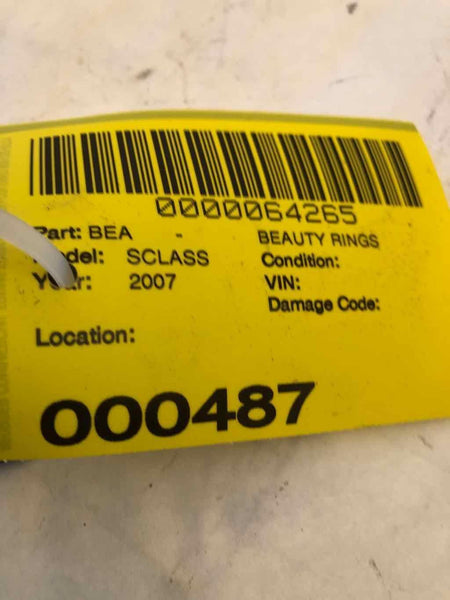 0000064265
Part: BEA - BEAUTY RINGS
Model: SCLASS Condition:
Year: 2007 VIN:
Damage Code:
Location:
000487